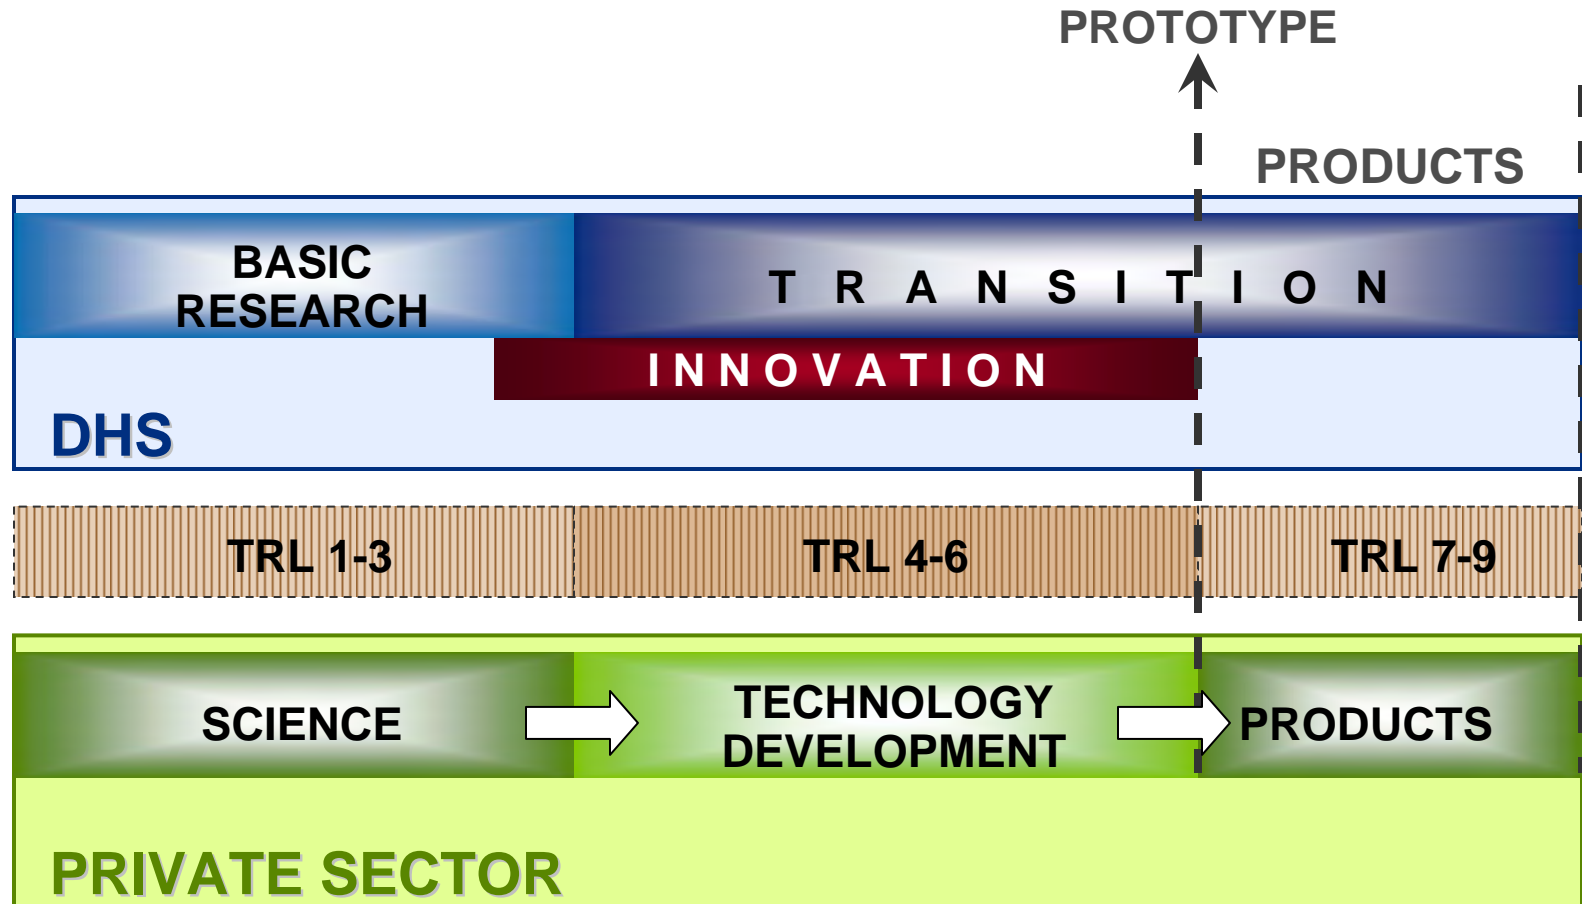 PROTOTYPE
PRODUCTS
BASIC
RESEARCH
TRANSITION
INNOVATION
DHS
TRL 1-3
TRL 4-6
TRL 7-9
SCIENCE
TECHNOLOGY
DEVELOPMENT
PRODUCTS
PRIVATE SECTOR